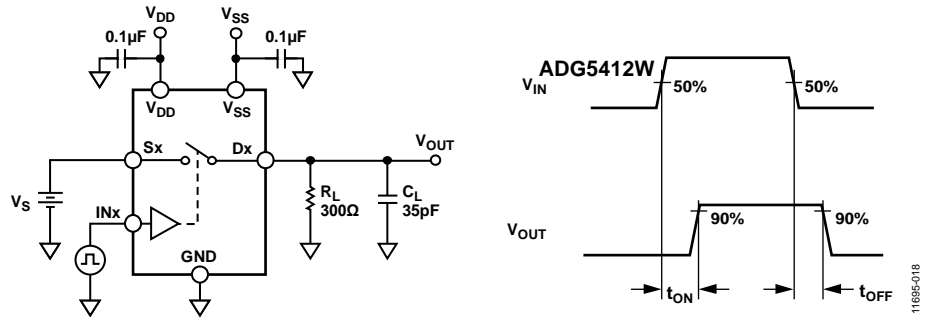 VDD
VSS
0.1µF
0.1µF
VDD
VSS
Sx
Dx
VOUT
VS
INx
RL
300Ω
CL
35pF
GND
ADG5412W
VIN
50%
50%
VOUT
90%
90%
tON
tOFF
11695-018